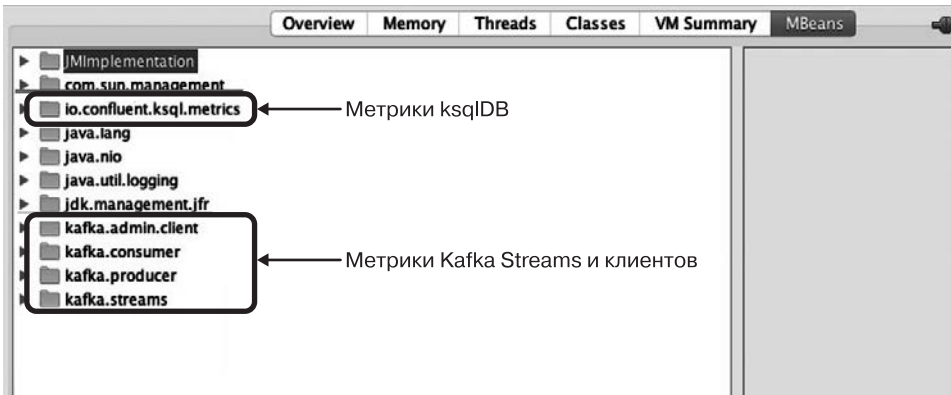 Overview Memory Threads Classes VM Summary MBeans
JMImplementation
com.sun.management
io.confluent.ksql.metrics Метрики ksqlDB
java.lang
java.nio
java.util.logging
jdk.management.jfr
kafka.admin.client
kafka.consumer Метрики Kafka Streams и клиентов
kafka.producer
kafka.streams